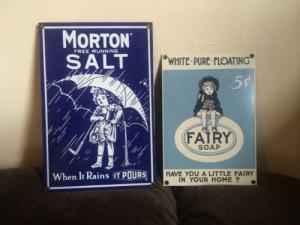 MORTON
FREE RUNNING
SALT
When It Rains IT POURS
WHITE-PURE-FLOATING
5¢
FAIRY
SOAP
HAVE YOU A LITTLE FAIRY
IN YOUR HOME?